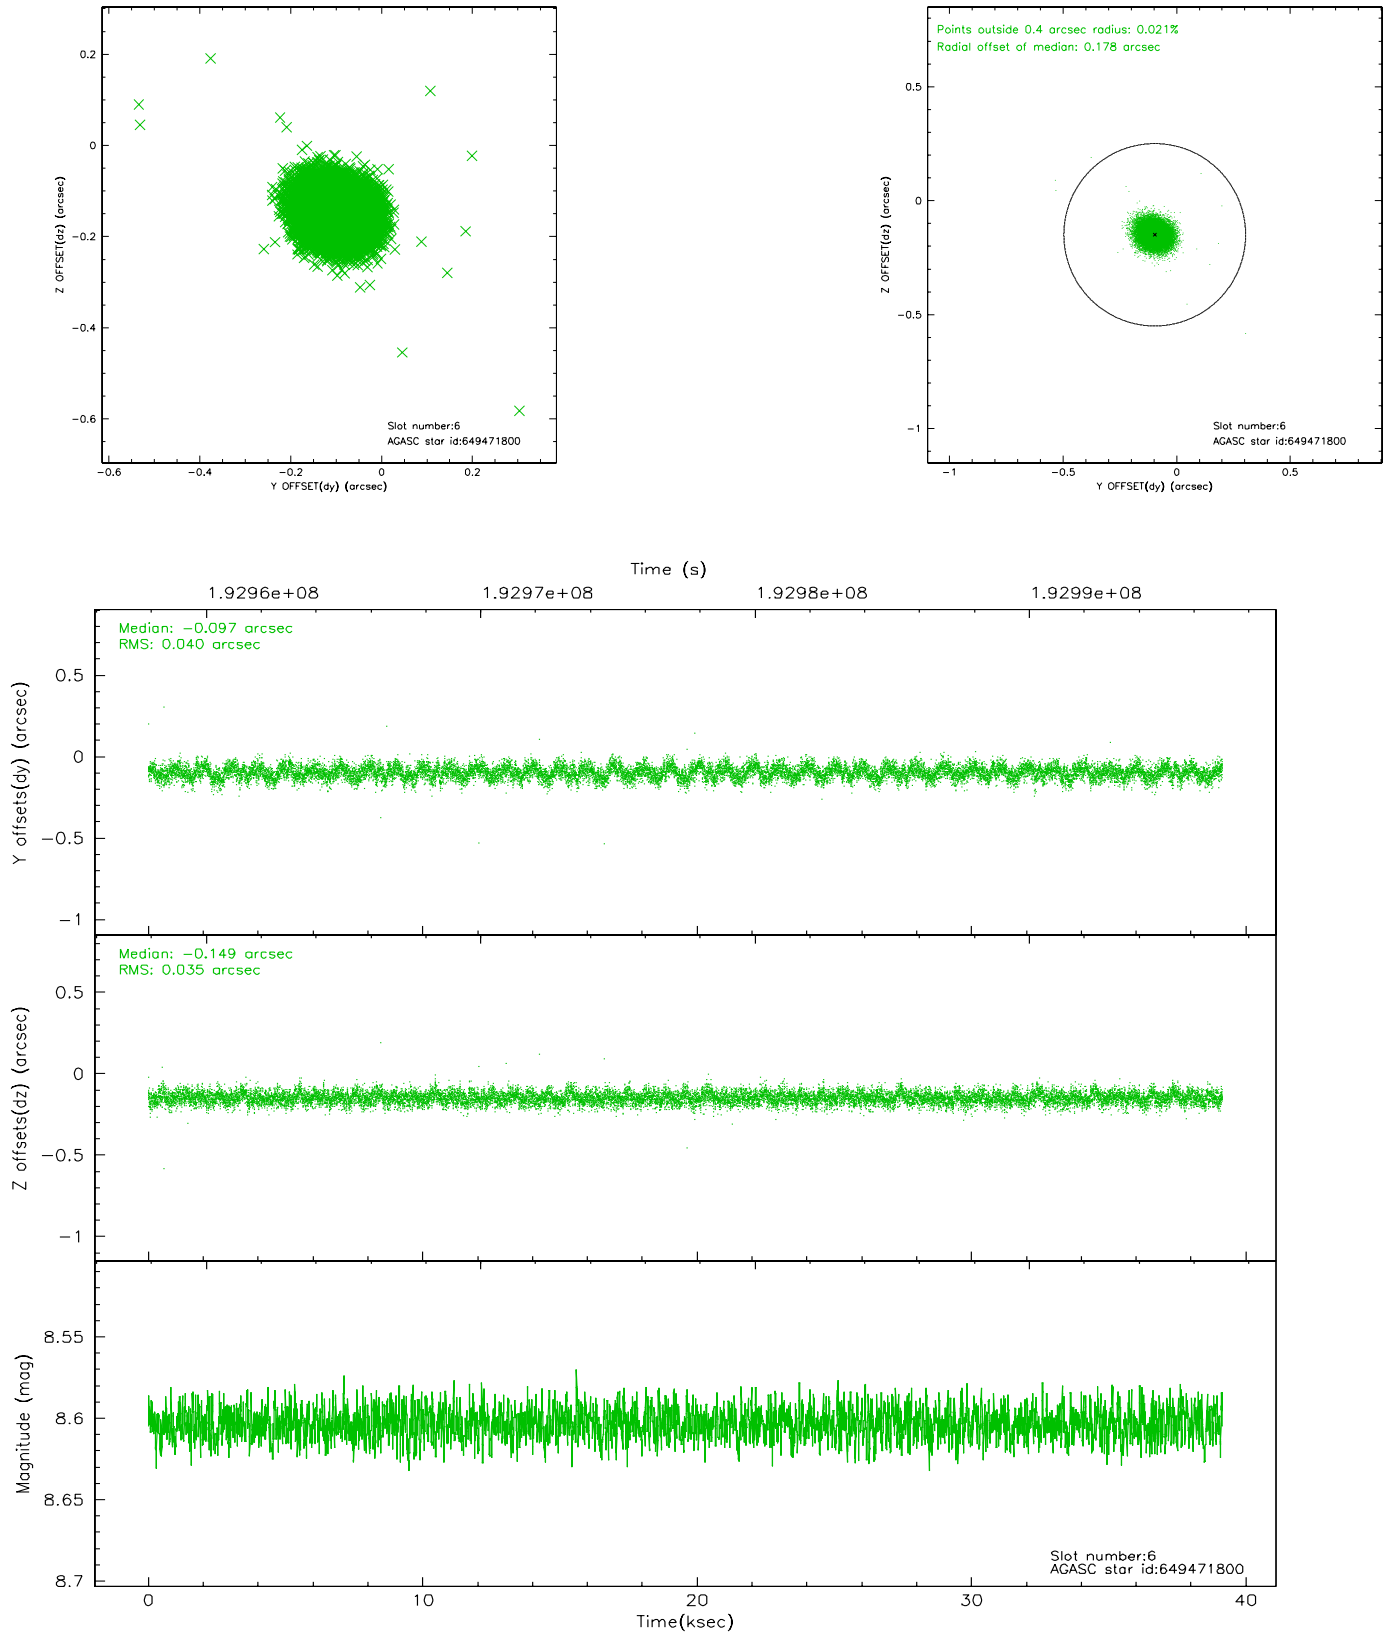 0.2
0
−0.2
−0.4
−0.6
Z OFFSET(dz) (arcsec)
Slot number:6
AGASC star id:649471800
−0.6 −0.4 −0.2 0 0.2
Y OFFSET(dy) (arcsec)
Points outside 0.4 arcsec radius: 0.021%
Radial offset of median: 0.178 arcsec
0.5
0
−0.5
−1
Z OFFSET(dz) (arcsec)
Slot number:6
AGASC star id:649471800
−1 −0.5 0 0.5
Y OFFSET(dy) (arcsec)
Time (s)
1.9296e+08 1.9297e+08 1.9298e+08 1.9299e+08
Median: −0.097 arcsec
RMS: 0.040 arcsec
0.5
0
−0.5
−1
Y offsets(dy) (arcsec)
Median: −0.149 arcsec
RMS: 0.035 arcsec
0.5
0
−0.5
−1
Z offsets(dz) (arcsec)
8.55
8.6
8.65
8.7
Magnitude (mag)
Slot number:6
AGASC star id:649471800
0 10 20 30 40
Time(ksec)